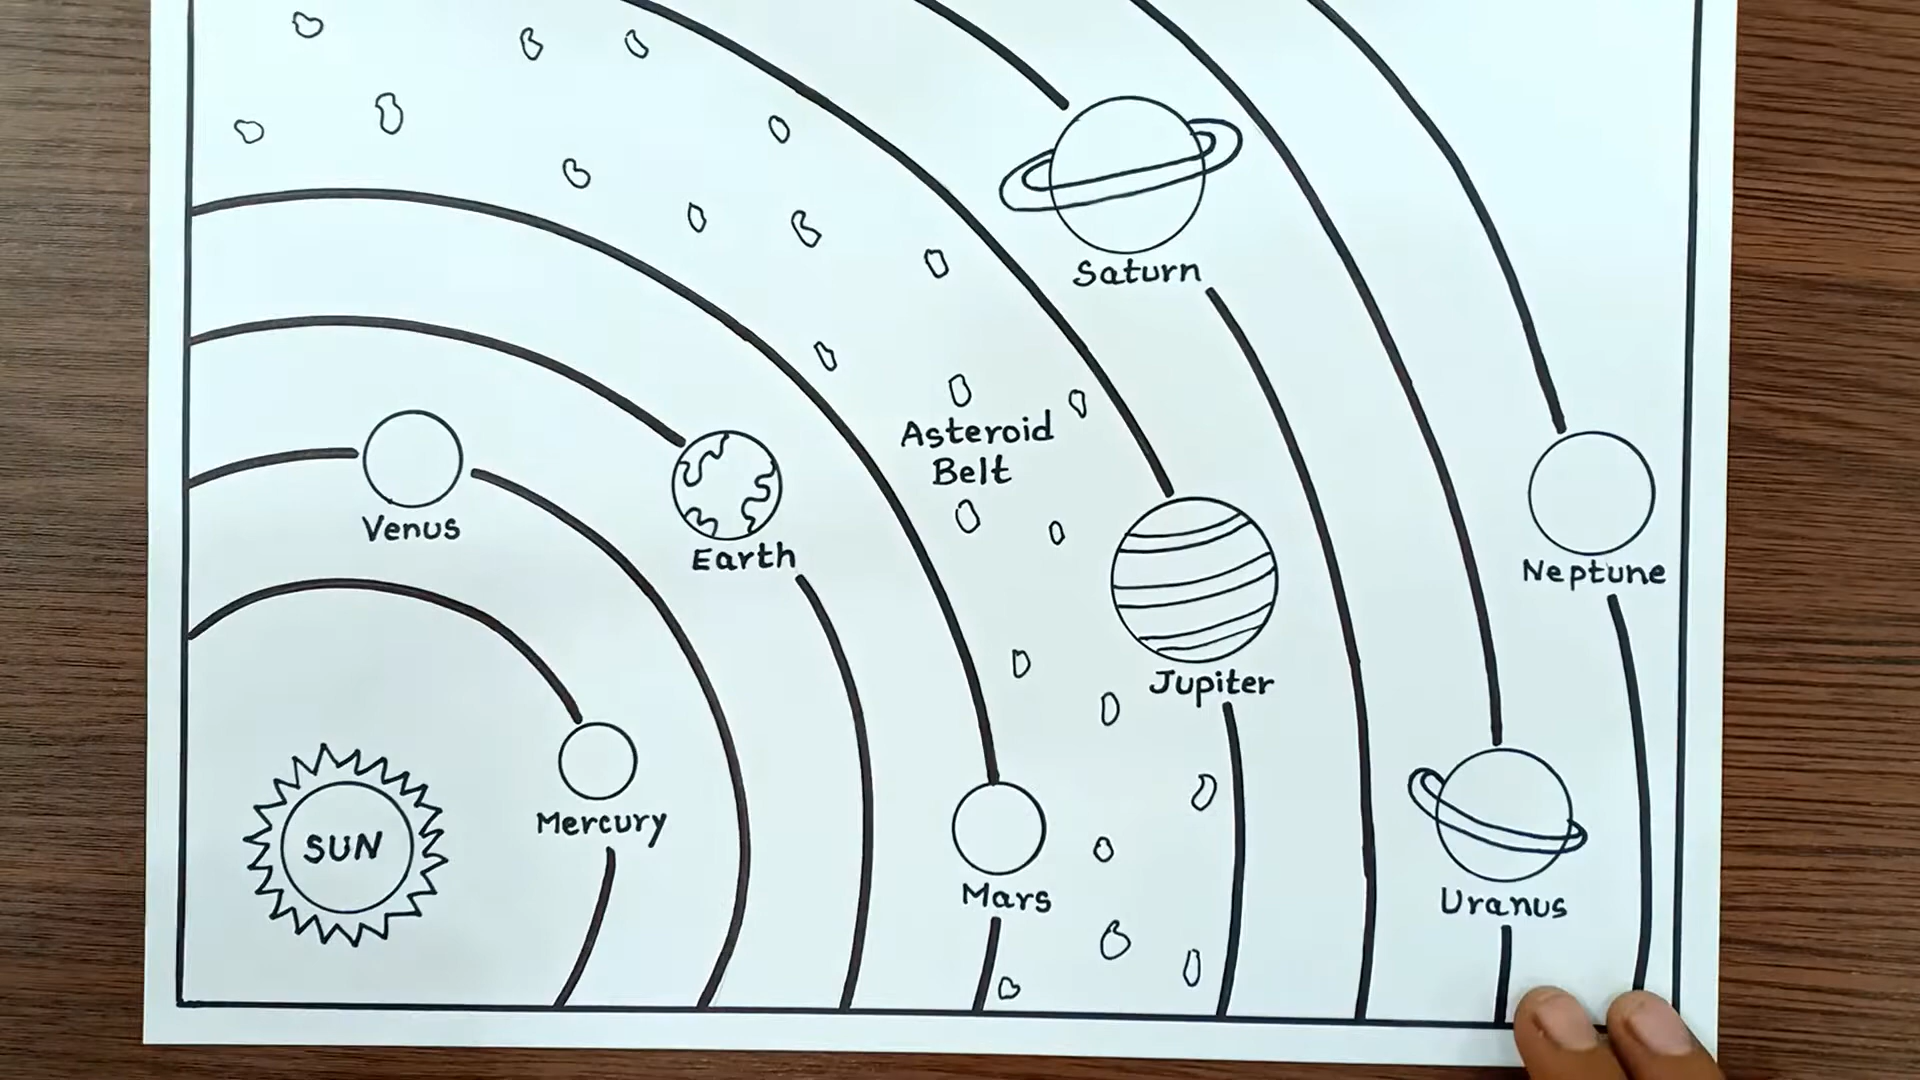 Saturn
Asteroid
Belt
Venus
Earth
Neptune
Jupiter
Mercury
SUN
Mars
Uranus